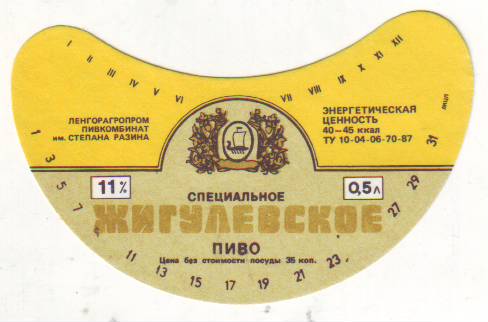 I II III IV V VI VII VIII IX X XI XII
ЛЕНГОРАГРОПРОМ
ПИВКОМБИНАТ
им. СТЕПАНА РАЗИНА
ЭНЕРГЕТИЧЕСКАЯ
ЦЕННОСТЬ
40-45 ккал
ТУ 10-04-06-70-87
11%
0,5л
СПЕЦИАЛЬНОЕ
ЖИГУЛЕВСКОЕ
ПИВО
Цена без стоимости посуды 35 коп.
1 3 5 7 11 13 15 17 19 21 23 27 29 31